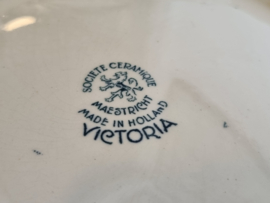 SOCIETE CERAMIQUE
MAESTRICHT
MADE IN HOLLAND
VICTORIA